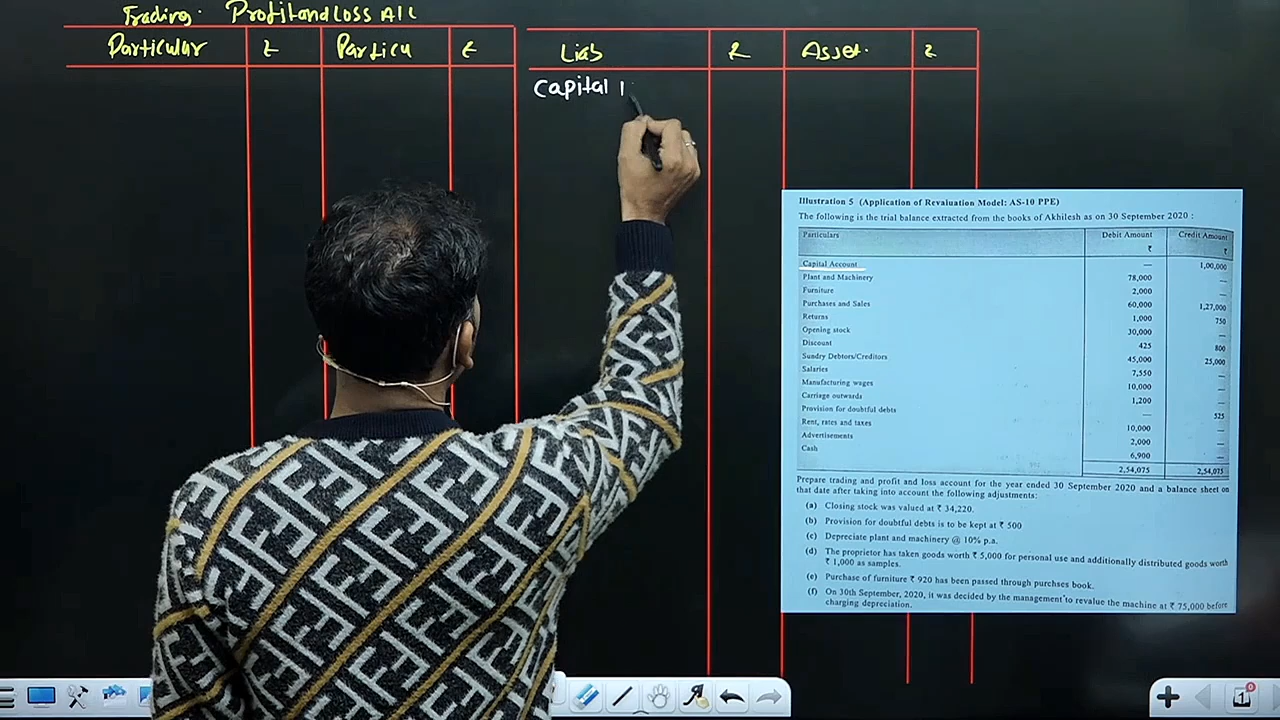 Trading. Profit and Loss A/c
Particular ₹ Particu ₹
Liab ₹ Asset. ₹
Capital 1
Illustration 5 (Application of Revaluation Model: AS-10 PPE)
The following is the trial balance extracted from the books of Akhilesh as on 30 September 2020 :
Particulars Debit Amount ₹ Credit Amount ₹
Capital Account — 1,00,000
Plant and Machinery 78,000 —
Furniture 2,000 —
Purchases and Sales 60,000 1,27,000
Returns 1,000 750
Opening stock 30,000 —
Discount 425 800
Sundry Debtors/Creditors 45,000 25,000
Salaries 7,550 —
Manufacturing wages 10,000 —
Carriage outwards 1,200 —
Provision for doubtful debts — 525
Rent, rates and taxes 10,000 —
Advertisements 2,000 —
Cash 6,900 —
2,54,075 2,54,075
Prepare trading and profit and loss account for the year ended 30 September 2020 and a balance sheet on
that date after taking into account the following adjustments:
(a) Closing stock was valued at ₹ 34,220.
(b) Provision for doubtful debts is to be kept at ₹ 500
(c) Depreciate plant and machinery @ 10% p.a.
(d) The proprietor has taken goods worth ₹ 5,000 for personal use and additionally distributed goods worth
₹ 1,000 as samples.
(e) Purchase of furniture ₹ 920 has been passed through purchses book.
(f) On 30th September, 2020, it was decided by the management to revalue the machine at ₹ 75,000 before
charging depreciation.
1